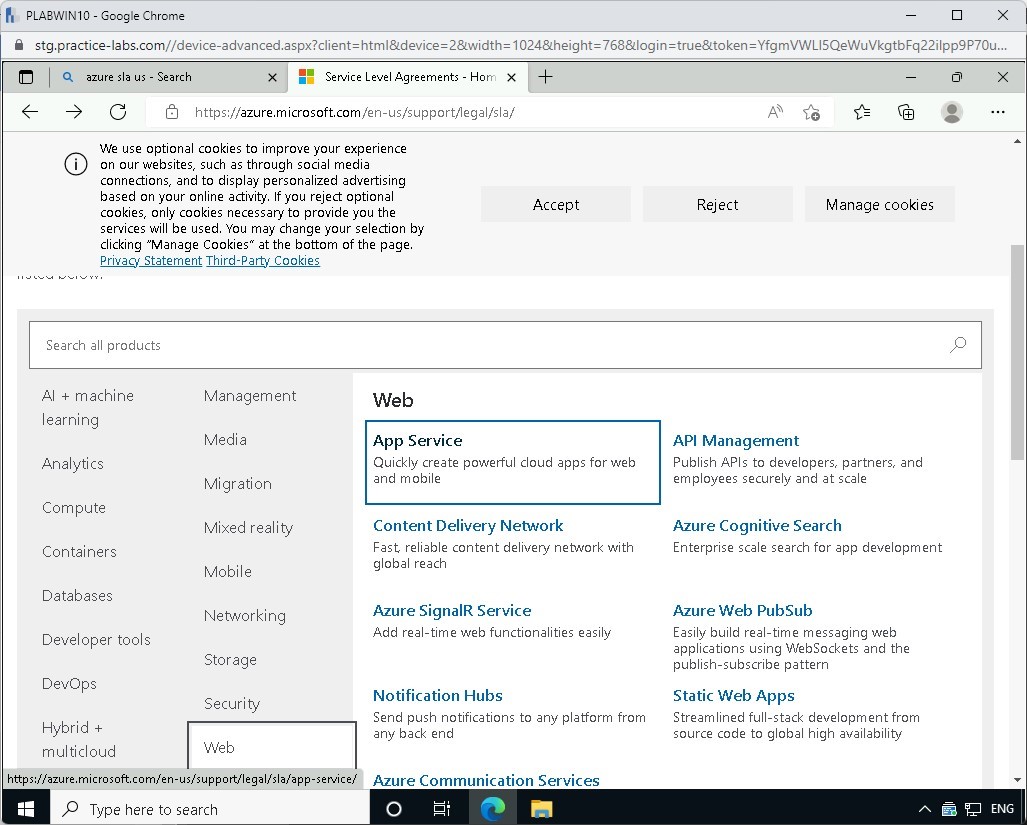 PLABWIN10 - Google Chrome
stg.practice-labs.com//device-advanced.aspx?client=html&device=2&width=1024&height=768&login=true&token=YfgmVWLI5QeWuVkgtbFq22iIpp9P70u...
azure sla us - Search
Service Level Agreements - Hom
https://azure.microsoft.com/en-us/support/legal/sla/
We use optional cookies to improve your experience
on our websites, such as through social media
connections, and to display personalized advertising
based on your online activity. If you reject optional
cookies, only cookies necessary to provide you the
services will be used. You may change your selection by
clicking “Manage Cookies” at the bottom of the page.
Privacy Statement Third-Party Cookies
Accept
Reject
Manage cookies
listed below.
Search all products
AI + machine
learning
Analytics
Compute
Containers
Databases
Developer tools
DevOps
Hybrid +
multicloud
Management
Media
Migration
Mixed reality
Mobile
Networking
Storage
Security
Web
Web
App Service
Quickly create powerful cloud apps for web
and mobile
API Management
Publish APIs to developers, partners, and
employees securely and at scale
Content Delivery Network
Fast, reliable content delivery network with
global reach
Azure Cognitive Search
Enterprise scale search for app development
Azure SignalR Service
Add real-time web functionalities easily
Azure Web PubSub
Easily build real-time messaging web
applications using WebSockets and the
publish-subscribe pattern
Notification Hubs
Send push notifications to any platform from
any back end
Static Web Apps
Streamlined full-stack development from
source code to global high availability
Azure Communication Services
https://azure.microsoft.com/en-us/support/legal/sla/app-service/
Type here to search
ENG